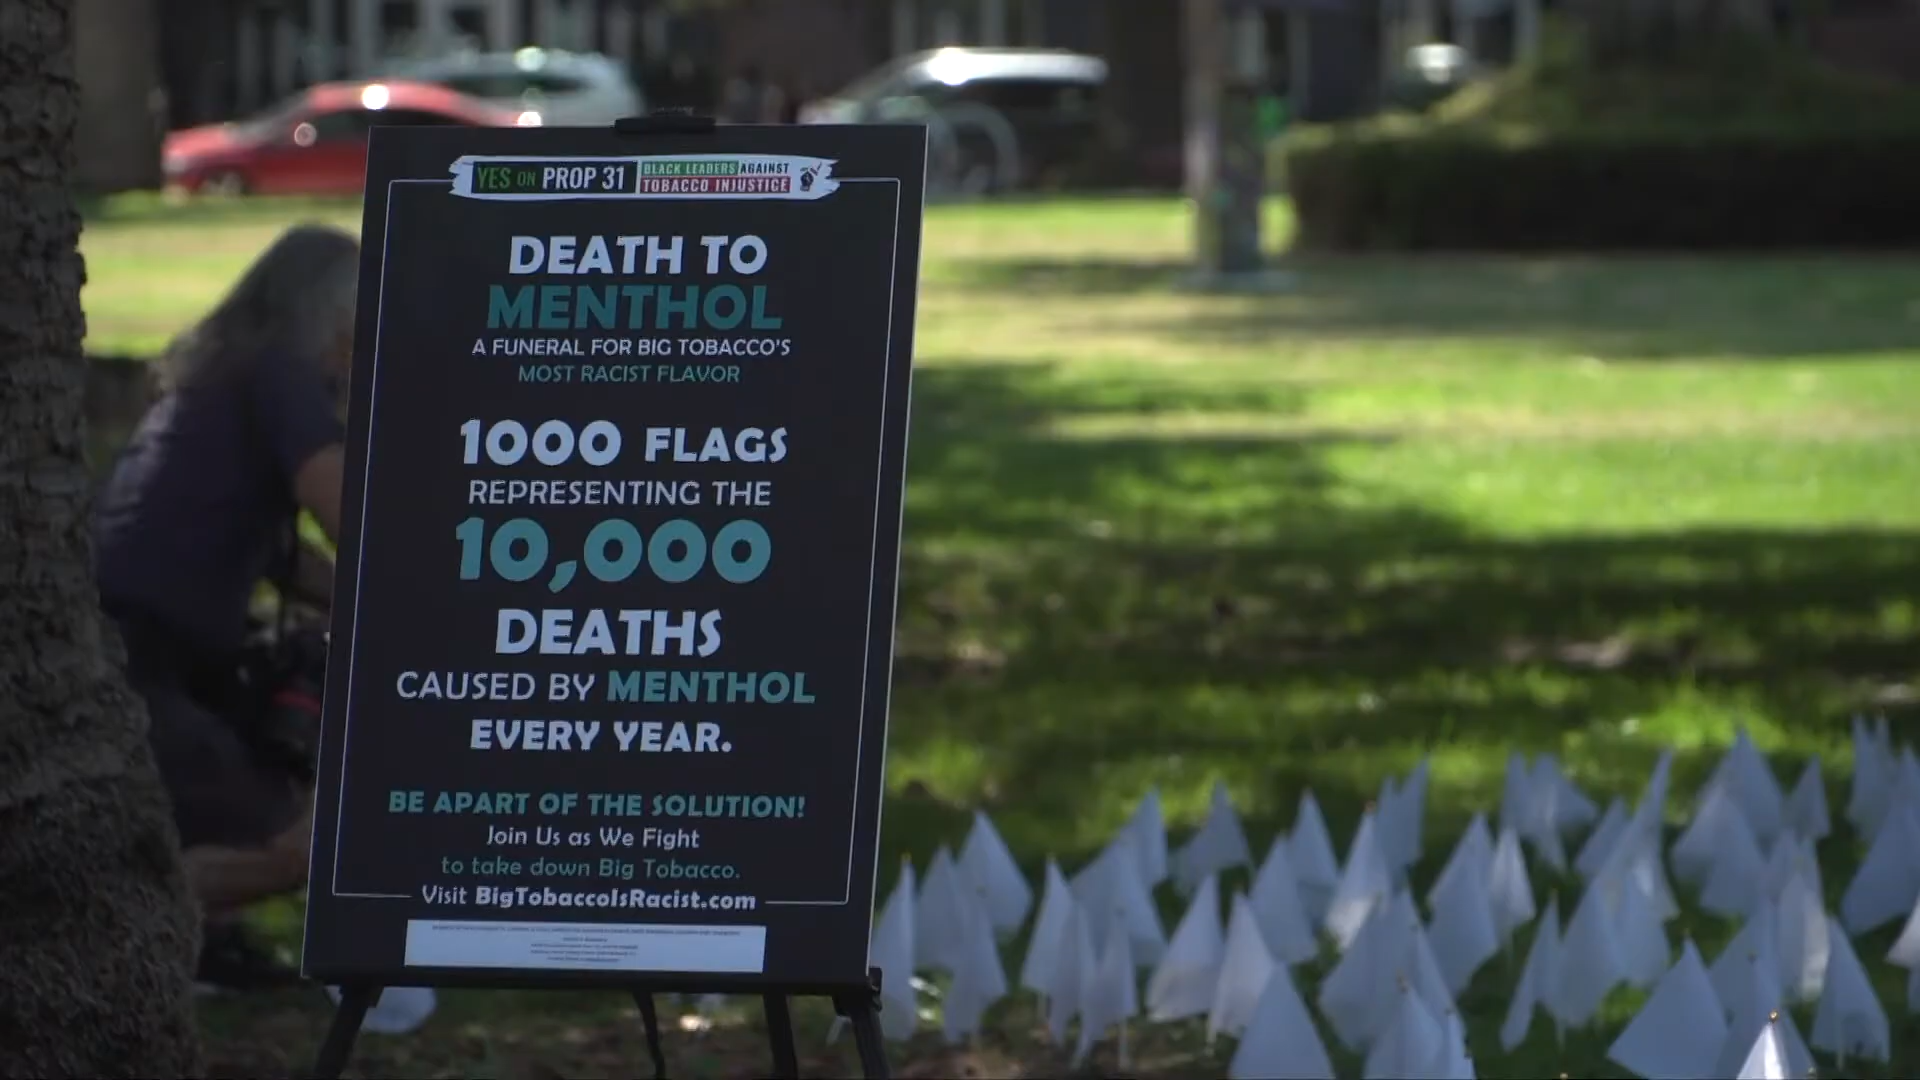 YES ON PROP 31 BLACK LEADERS AGAINST
TOBACCO INJUSTICE
DEATH TO
MENTHOL
A FUNERAL FOR BIG TOBACCO'S
MOST RACIST FLAVOR
1000 FLAGS
REPRESENTING THE
10,000
DEATHS
CAUSED BY MENTHOL
EVERY YEAR.
BE APART OF THE SOLUTION!
Join Us as We Fight
to take down Big Tobacco.
Visit BigTobaccoIsRacist.com